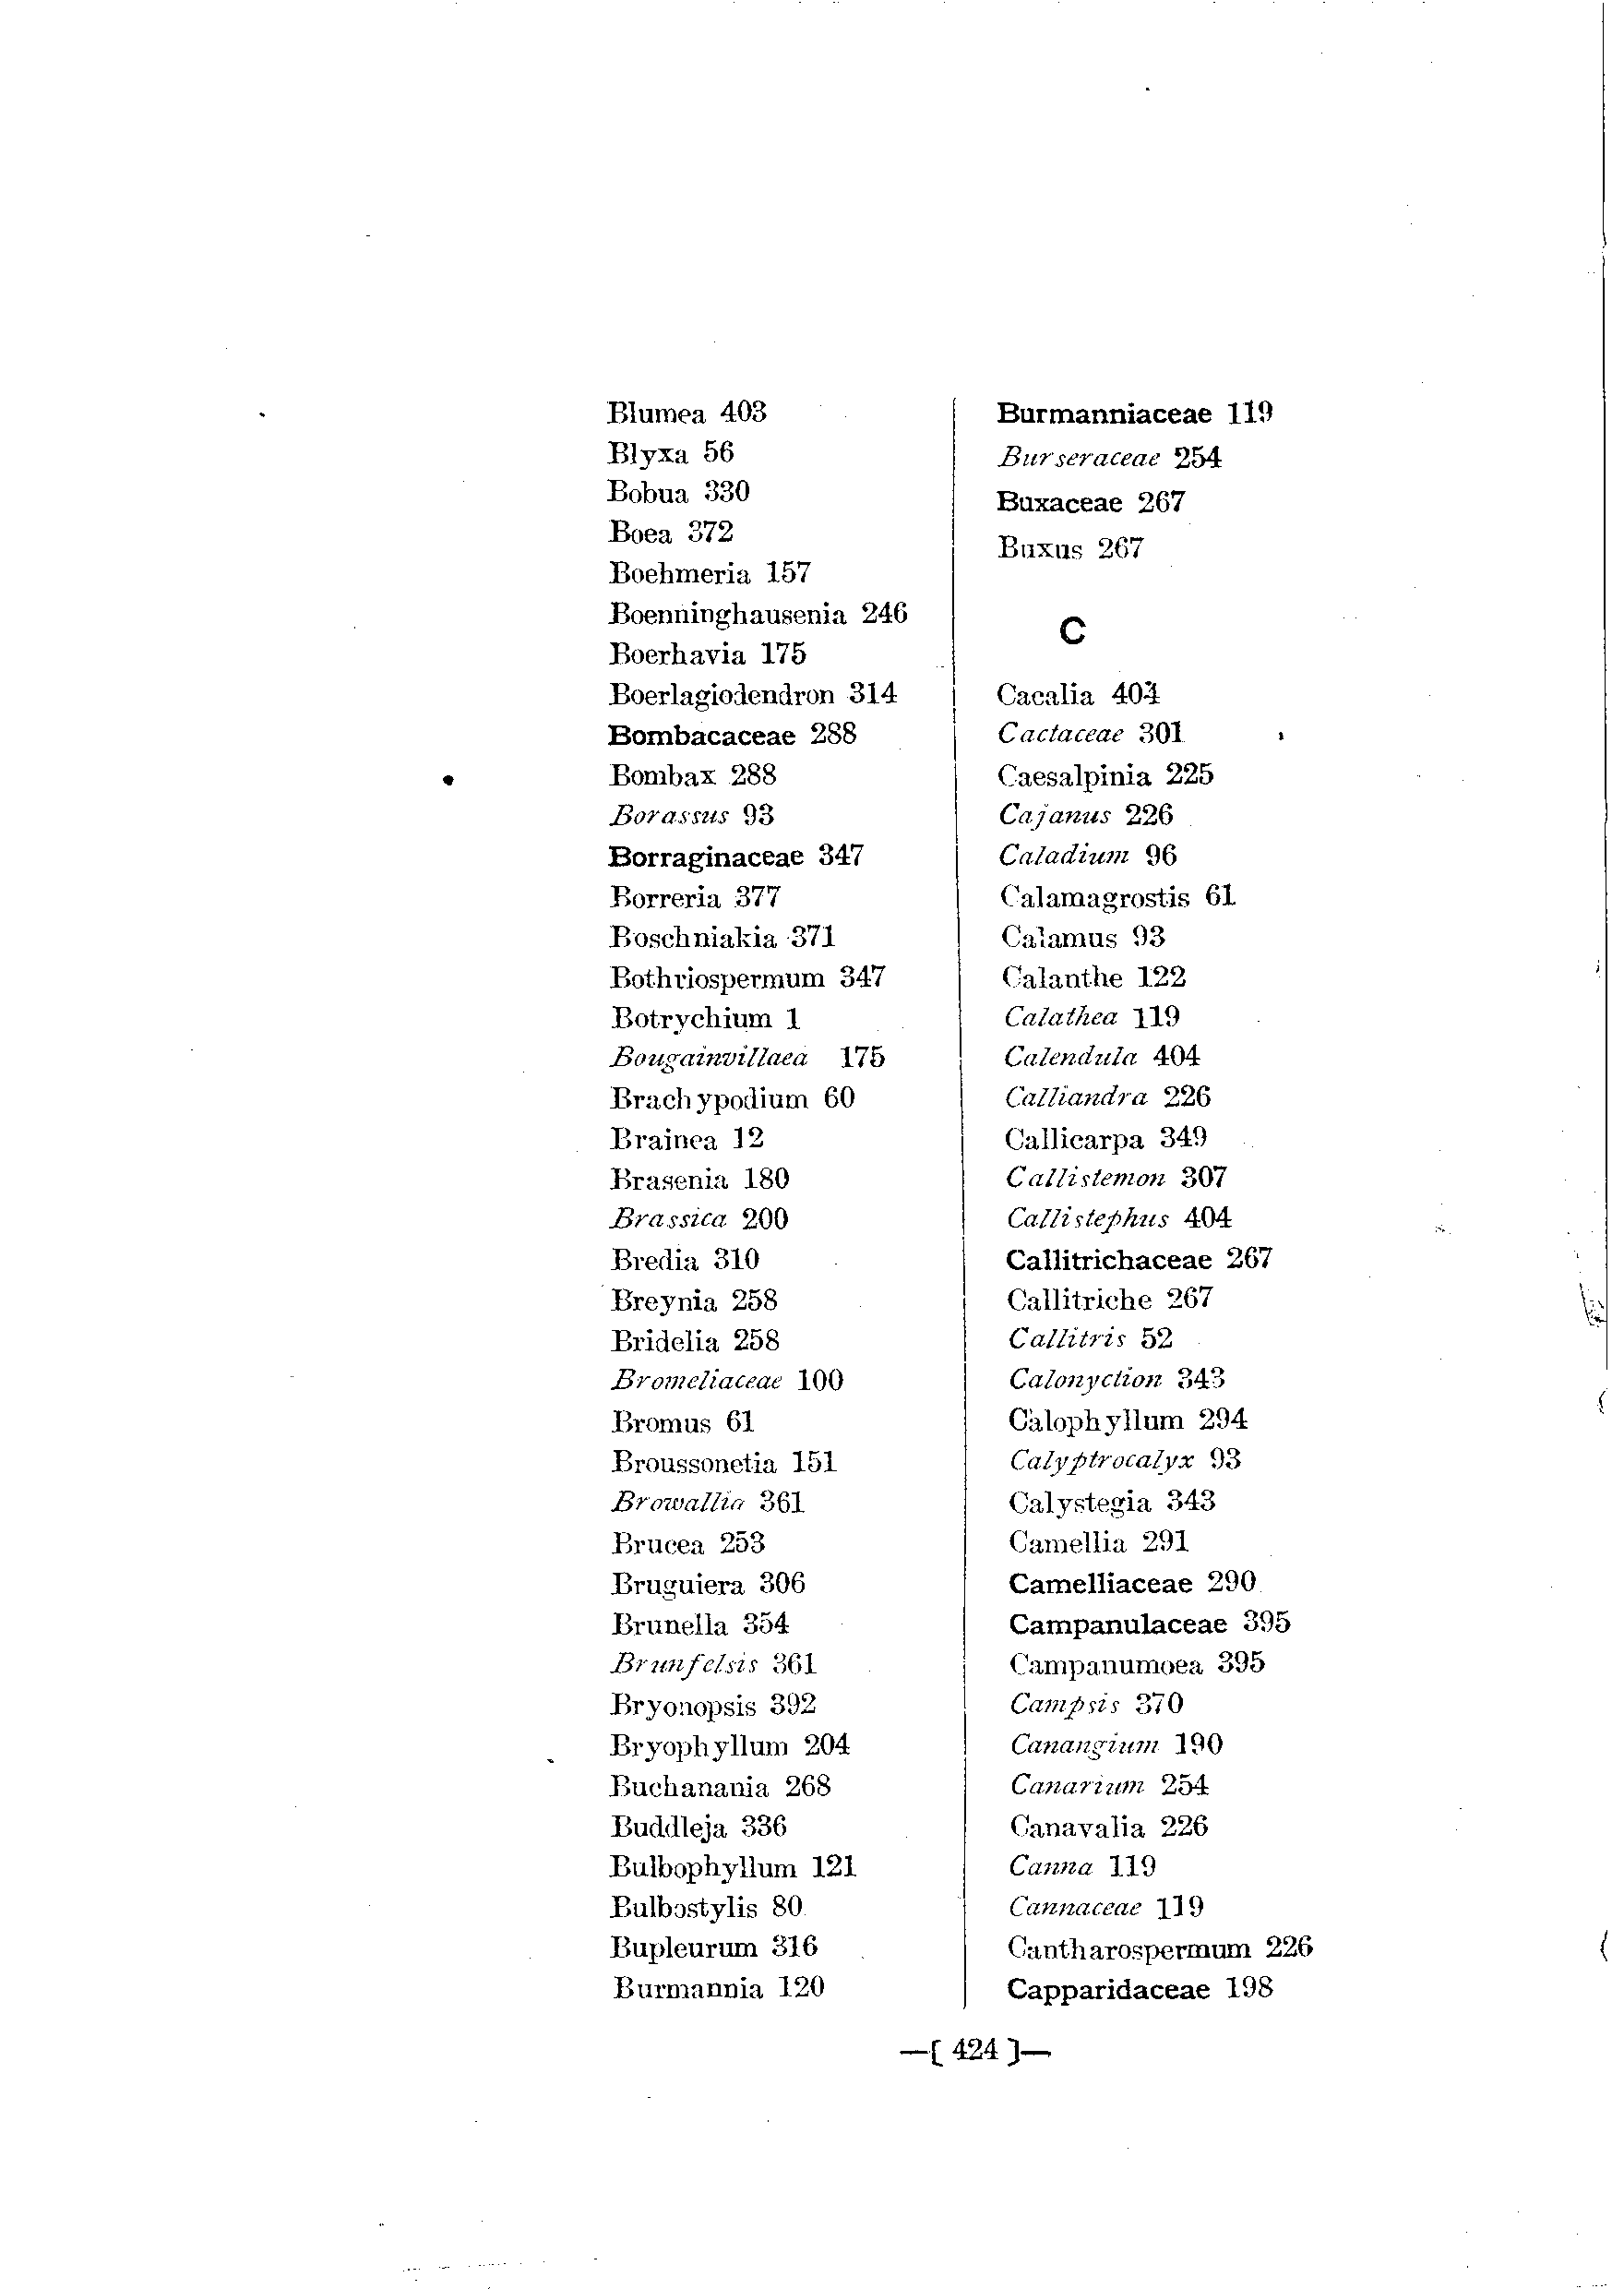 Blumea 403
Blyxa 56
Bobua 330
Boea 372
Boehmeria 157
Boenninghausenia 246
Boerhavia 175
Boerlagiodendron 314
Bombacaceae 288
Bombax 288
Borassus 93
Borraginaceae 347
Borreria 377
Boschniakia 371
Bothriospermum 347
Botrychium 1
Bougainvillaea 175
Brachypodium 60
Brainea 12
Brasenia 180
Brassica 200
Bredia 310
Breynia 258
Bridelia 258
Bromeliaceae 100
Bromus 61
Broussonetia 151
Browallia 361
Brucea 253
Bruguiera 306
Brunella 354
Brunfelsis 361
Bryonopsis 392
Bryophyllum 204
Buchanania 268
Buddleja 336
Bulbophyllum 121
Bulbostylis 80
Bupleurum 316
Burmannia 120
Burmanniaceae 119
Burseraceae 254
Buxaceae 267
Buxus 267
C
Cacalia 404
Cactaceae 301
Caesalpinia 225
Cajanus 226
Caladium 96
Calamagrostis 61
Calamus 93
Calanthe 122
Calathea 119
Calendula 404
Calliandra 226
Callicarpa 349
Callistemon 307
Callistephus 404
Callitrichaceae 267
Callitriche 267
Callitris 52
Calonyction 343
Calophyllum 294
Calyptrocalyx 93
Calystegia 343
Camellia 291
Camelliaceae 290
Campanulaceae 395
Campanumoea 395
Campsis 370
Canangium 190
Canarium 254
Canavalia 226
Canna 119
Cannaceae 119
Cantharospermum 226
Capparidaceae 198
—[ 424 ]—